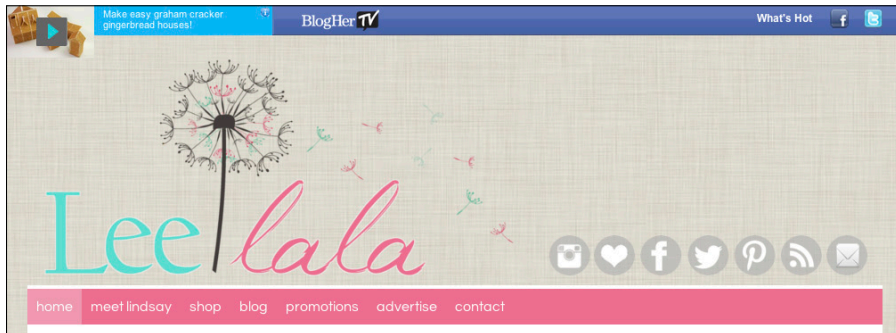 Make easy graham cracker
gingerbread houses!
BlogHer TV
What's Hot
Lee lala
home meet lindsay shop blog promotions advertise contact